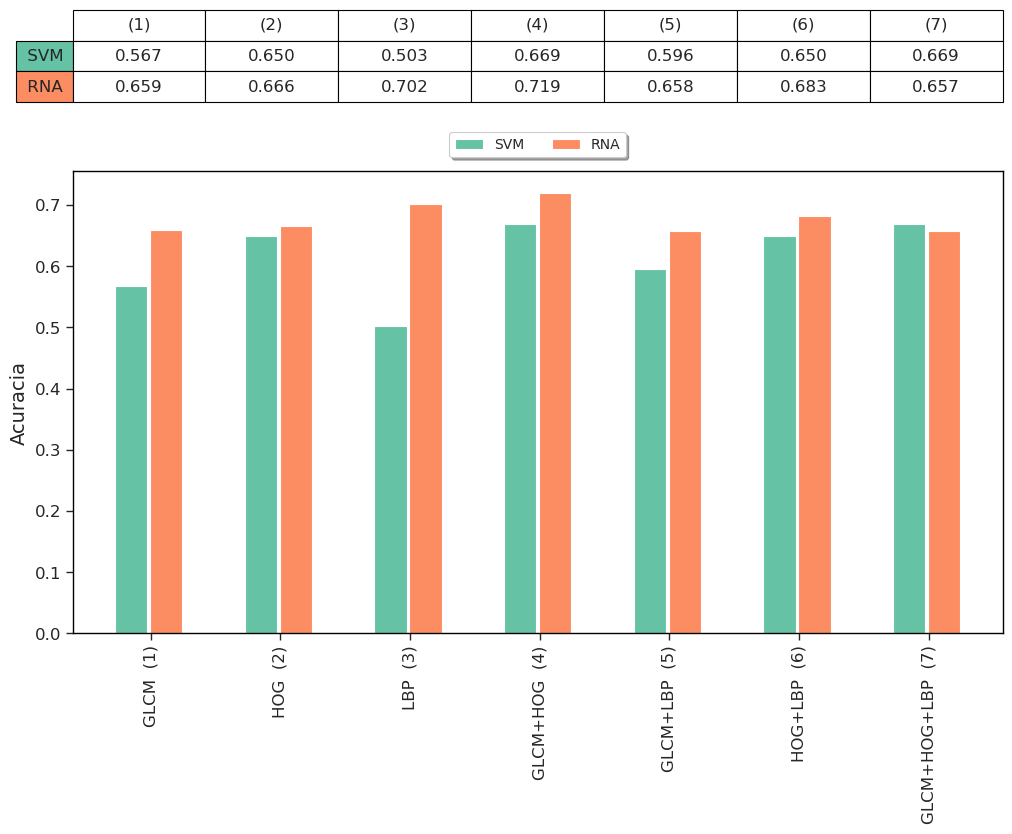 (1) (2) (3) (4) (5) (6) (7)
SVM 0.567 0.650 0.503 0.669 0.596 0.650 0.669
RNA 0.659 0.666 0.702 0.719 0.658 0.683 0.657
SVM RNA
Acuracia
0.7
0.6
0.5
0.4
0.3
0.2
0.1
0.0
GLCM (1)
HOG (2)
LBP (3)
GLCM+HOG (4)
GLCM+LBP (5)
HOG+LBP (6)
GLCM+HOG+LBP (7)